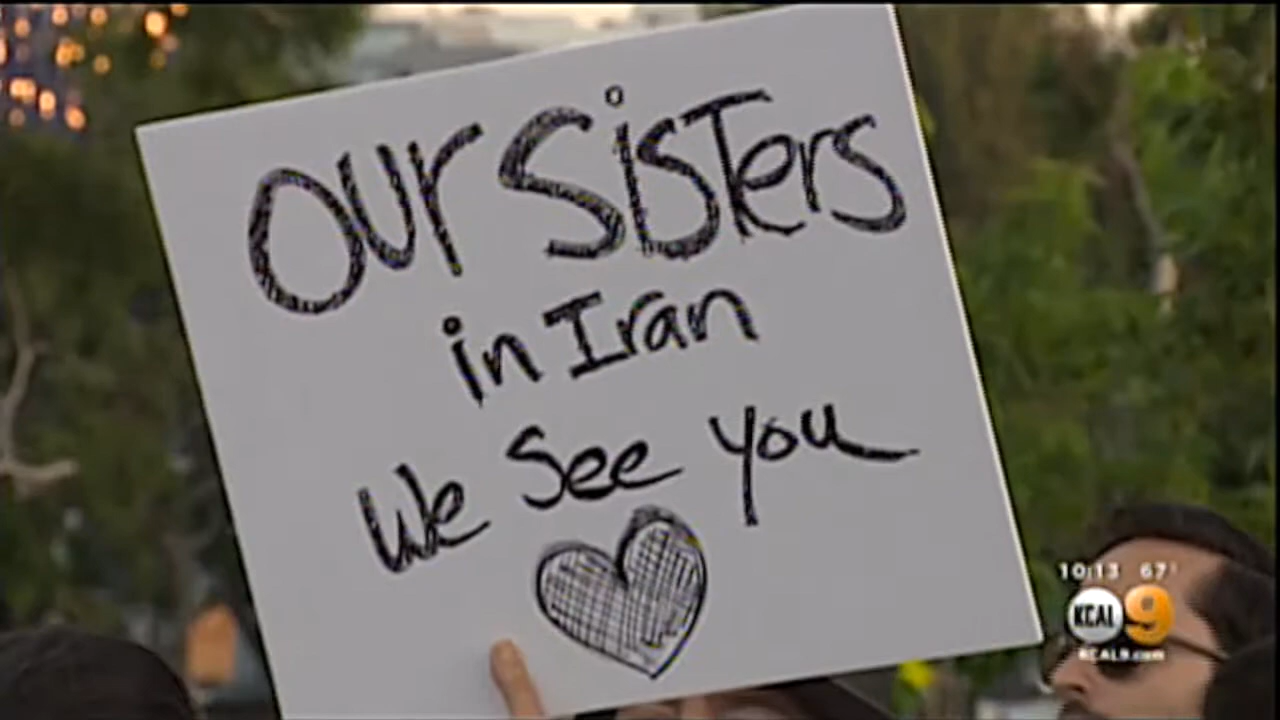 OUr SisTers
in Iran
We See You
10:13 67°
KCAL 9
KCAL9.com